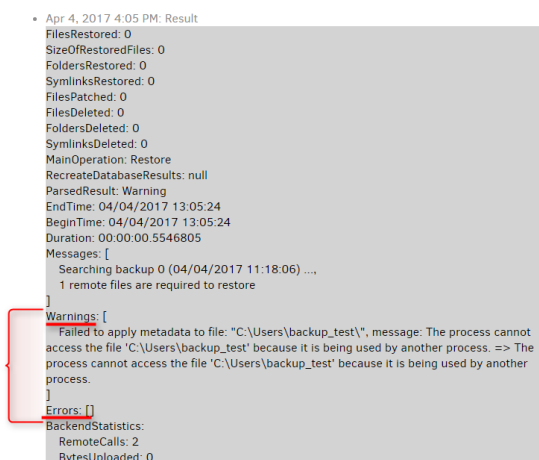 Apr 4, 2017 4:05 PM: Result
FilesRestored: 0
SizeOfRestoredFiles: 0
FoldersRestored: 0
SymlinksRestored: 0
FilesPatched: 0
FilesDeleted: 0
FoldersDeleted: 0
SymlinksDeleted: 0
MainOperation: Restore
RecreateDatabaseResults: null
ParsedResult: Warning
EndTime: 04/04/2017 13:05:24
BeginTime: 04/04/2017 13:05:24
Duration: 00:00:00.5546805
Messages: [
Searching backup 0 (04/04/2017 11:18:06) ...,
1 remote files are required to restore
]
Warnings: [
Failed to apply metadata to file: "C:\Users\backup_test\", message: The process cannot
access the file 'C:\Users\backup_test' because it is being used by another process. => The
process cannot access the file 'C:\Users\backup_test' because it is being used by another
process.
]
Errors: []
BackendStatistics:
RemoteCalls: 2
BytesUploaded: 0